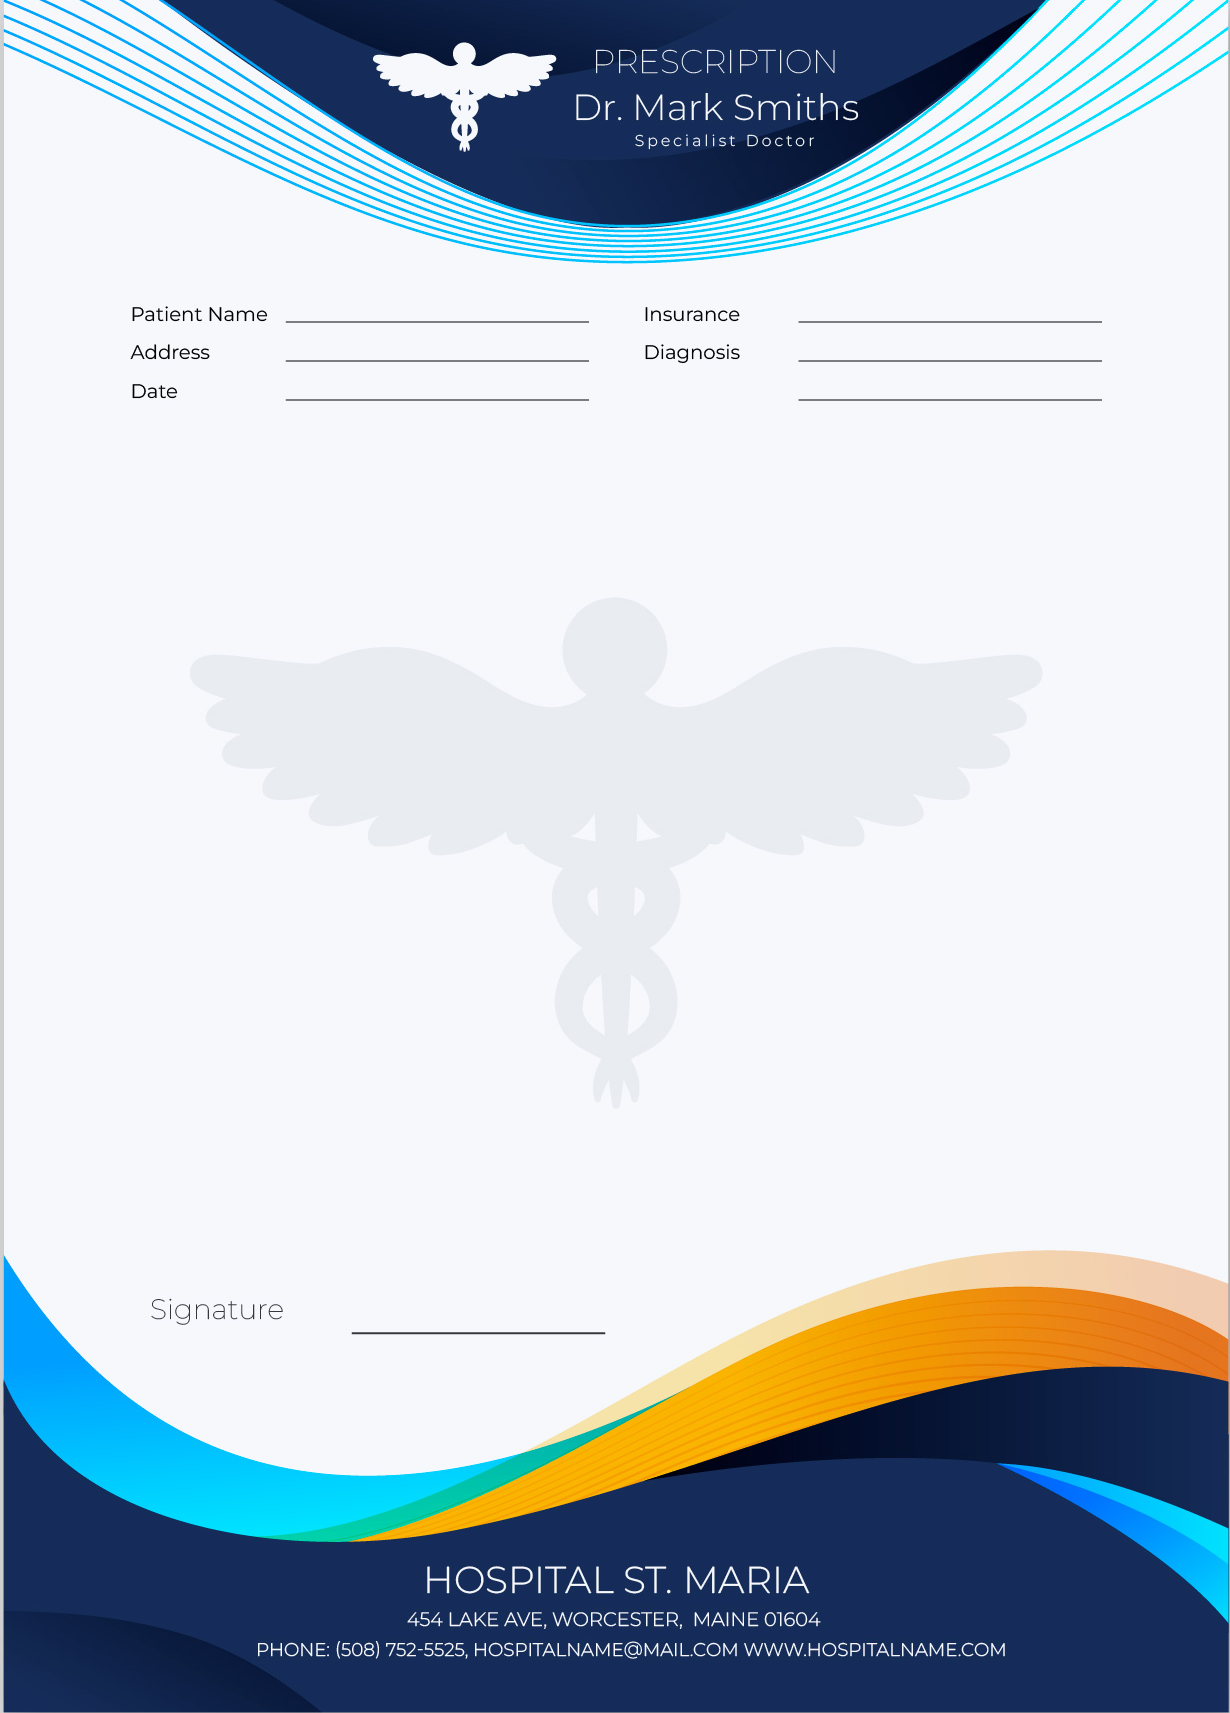 PRESCRIPTION
Dr. Mark Smiths
Specialist Doctor
Patient Name
Insurance
Address
Diagnosis
Date
Signature
HOSPITAL ST. MARIA
454 LAKE AVE, WORCESTER, MAINE 01604
PHONE: (508) 752-5525, HOSPITALNAME@MAIL.COM WWW.HOSPITALNAME.COM